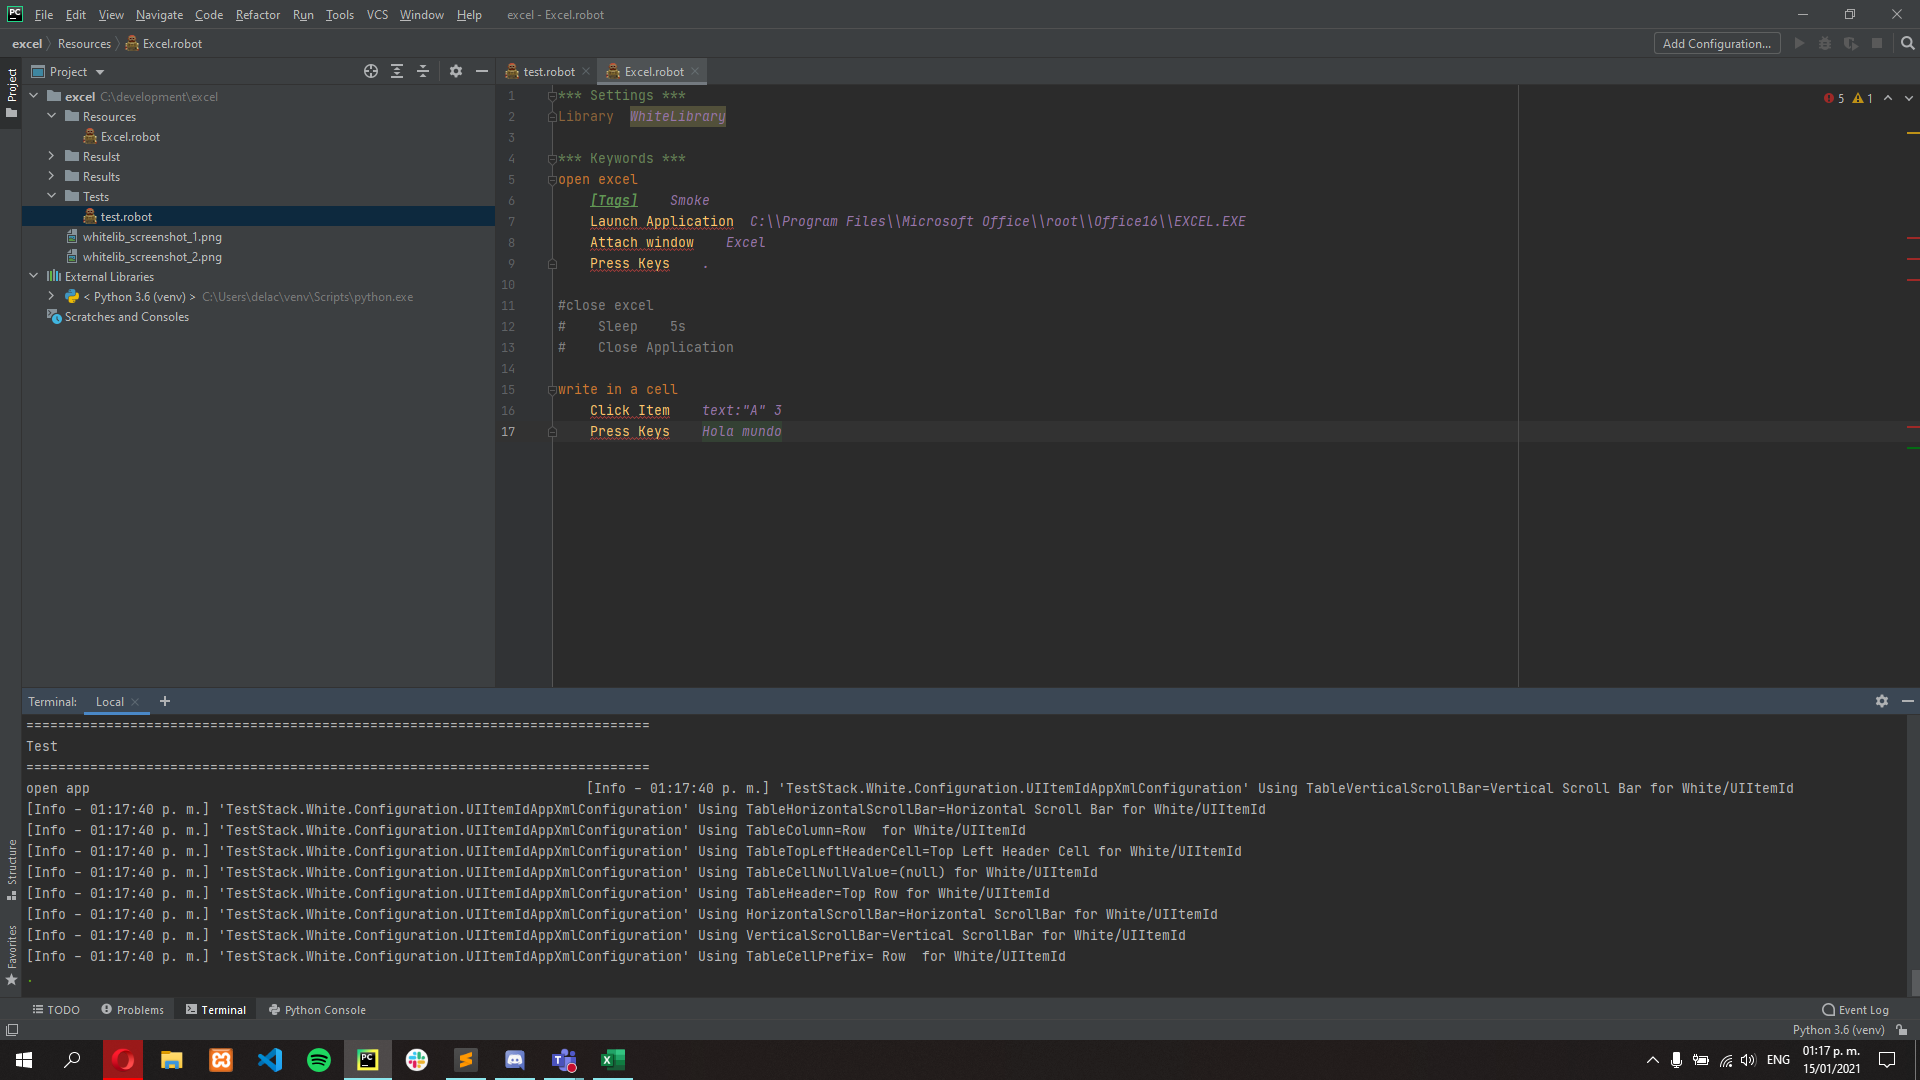 File Edit View Navigate Code Refactor Run Tools VCS Window Help excel - Excel.robot
excel Resources Excel.robot Add Configuration...
Project
Project
test.robot Excel.robot
excel C:\development\excel
Resources
Excel.robot
Resulst
Results
Tests
test.robot
whitelib_screenshot_1.png
whitelib_screenshot_2.png
External Libraries
< Python 3.6 (venv) > C:\Users\delac\venv\Scripts\python.exe
Scratches and Consoles
5 1
1 *** Settings ***
2 Library WhiteLibrary
3
4 *** Keywords ***
5 open excel
6 [Tags] Smoke
7 Launch Application C:\\Program Files\\Microsoft Office\\root\\Office16\\EXCEL.EXE
8 Attach window Excel
9 Press Keys .
10
11 #close excel
12 # Sleep 5s
13 # Close Application
14
15 write in a cell
16 Click Item text:"A" 3
17 Press Keys Hola mundo
Terminal: Local
==============================================================================
Test
==============================================================================
open app [Info - 01:17:40 p. m.] 'TestStack.White.Configuration.UIItemIdAppXmlConfiguration' Using TableVerticalScrollBar=Vertical Scroll Bar for White/UIItemId
[Info - 01:17:40 p. m.] 'TestStack.White.Configuration.UIItemIdAppXmlConfiguration' Using TableHorizontalScrollBar=Horizontal Scroll Bar for White/UIItemId
[Info - 01:17:40 p. m.] 'TestStack.White.Configuration.UIItemIdAppXmlConfiguration' Using TableColumn=Row  for White/UIItemId
[Info - 01:17:40 p. m.] 'TestStack.White.Configuration.UIItemIdAppXmlConfiguration' Using TableTopLeftHeaderCell=Top Left Header Cell for White/UIItemId
[Info - 01:17:40 p. m.] 'TestStack.White.Configuration.UIItemIdAppXmlConfiguration' Using TableCellNullValue=(null) for White/UIItemId
[Info - 01:17:40 p. m.] 'TestStack.White.Configuration.UIItemIdAppXmlConfiguration' Using TableHeader=Top Row for White/UIItemId
[Info - 01:17:40 p. m.] 'TestStack.White.Configuration.UIItemIdAppXmlConfiguration' Using HorizontalScrollBar=Horizontal ScrollBar for White/UIItemId
[Info - 01:17:40 p. m.] 'TestStack.White.Configuration.UIItemIdAppXmlConfiguration' Using VerticalScrollBar=Vertical ScrollBar for White/UIItemId
[Info - 01:17:40 p. m.] 'TestStack.White.Configuration.UIItemIdAppXmlConfiguration' Using TableCellPrefix= Row  for White/UIItemId
.
Structure
Favorites
TODO Problems Terminal Python Console Event Log
Python 3.6 (venv)
ENG 01:17 p. m.
15/01/2021